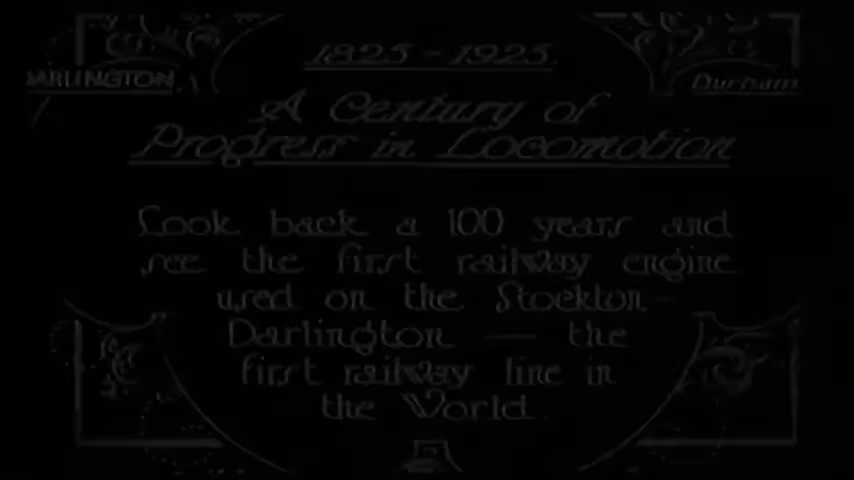 1825 - 1925.
DARLINGTON.
Durham
A Century of
Progress in Locomotion
Look back a 100 years and
see the first railway engine
used on the Stockton-
Darlington — the
first railway line in
the World.